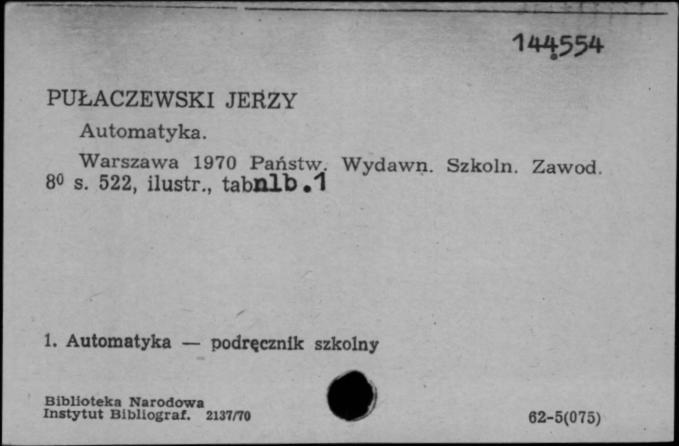 144554
PUŁACZEWSKI JERZY
Automatyka.
Warszawa 1970 Państw. Wydawn. Szkoln. Zawod.
8⁰ s. 522, ilustr., tabnlb.1
1. Automatyka — podręcznik szkolny
Biblioteka Narodowa
Instytut Bibliograf. 2137/70
62-5(075)